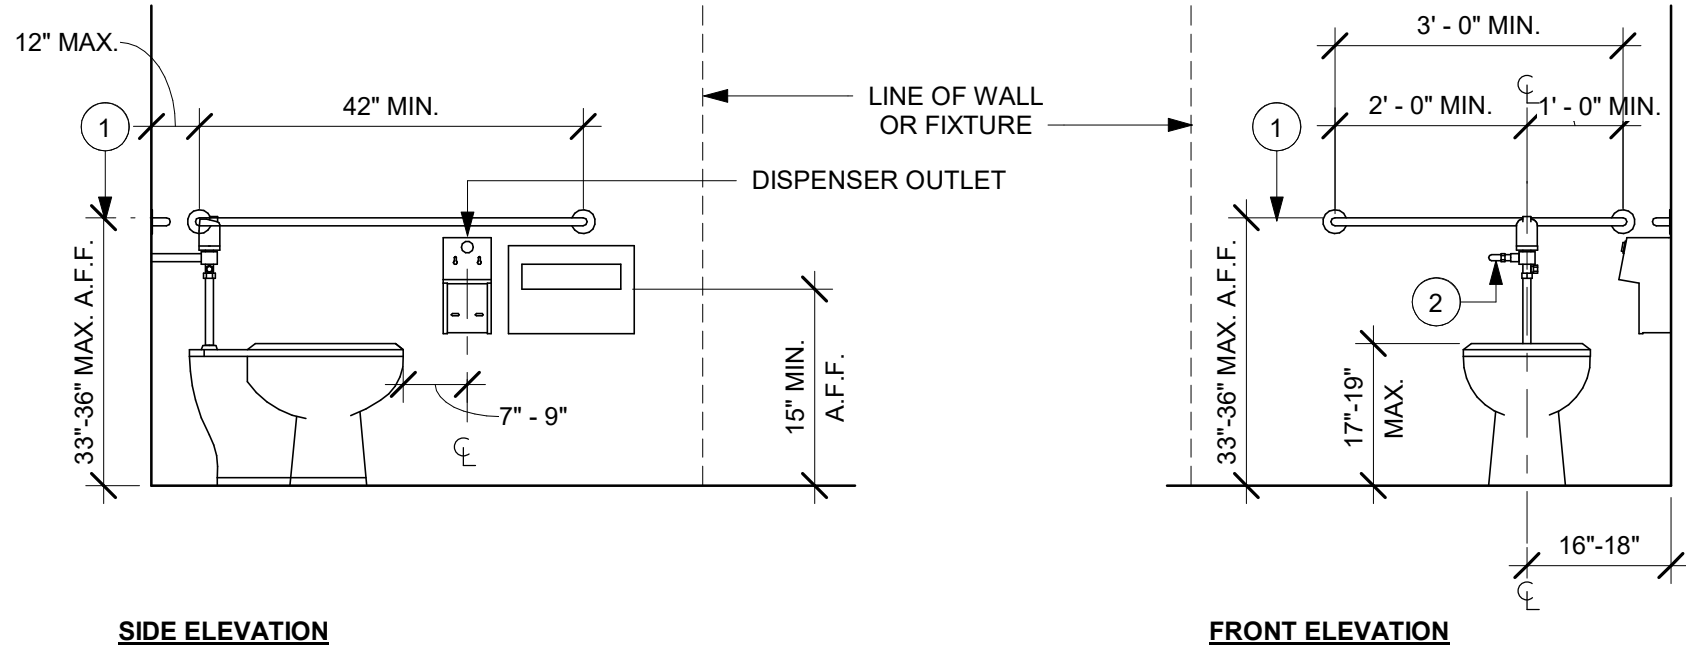 12" MAX.
42" MIN.
1
LINE OF WALL
OR FIXTURE
DISPENSER OUTLET
33"-36" MAX. A.F.F.
7" - 9"
℄
15" MIN.
A.F.F.
SIDE ELEVATION
3' - 0" MIN.
℄
2' - 0" MIN.
1' - 0" MIN.
1
2
33"-36" MAX. A.F.F.
17"-19"
MAX.
16"-18"
℄
FRONT ELEVATION